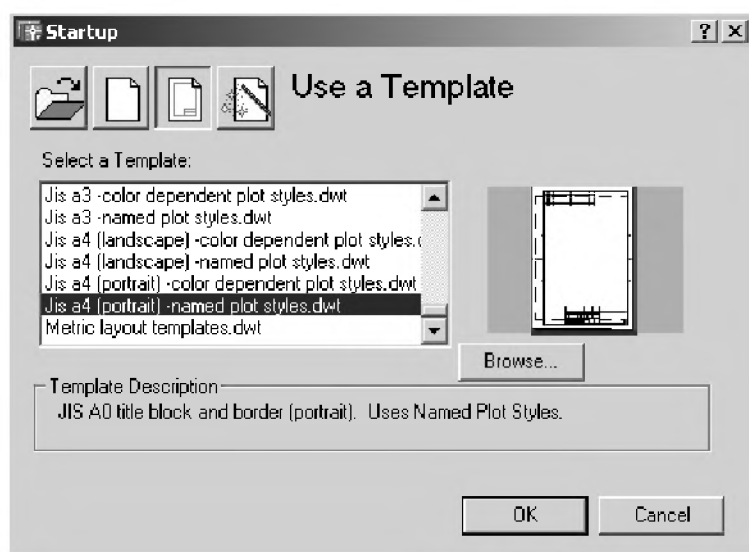 Startup
Use a Template
Select a Template:
Jis a3 -color dependent plot styles.dwt
Jis a3 -named plot styles.dwt
Jis a4 (landscape) -color dependent plot styles.(
Jis a4 (landscape) -named plot styles.dwt
Jis a4 (portrait) -color dependent plot styles.dwt
Jis a4 (portrait) -named plot styles.dwt
Metric layout templates.dwt
Browse...
Template Description
JIS A0 title block and border (portrait). Uses Named Plot Styles.
OK
Cancel